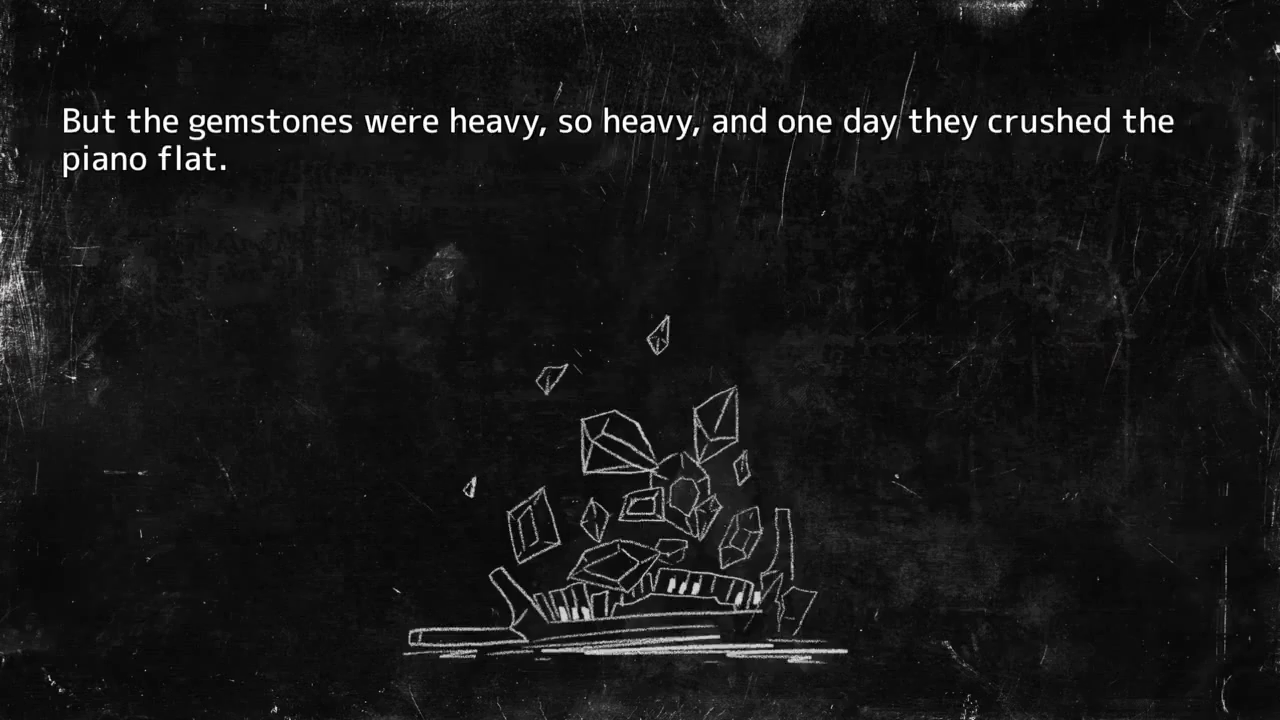 But the gemstones were heavy, so heavy, and one day they crushed the
piano flat.